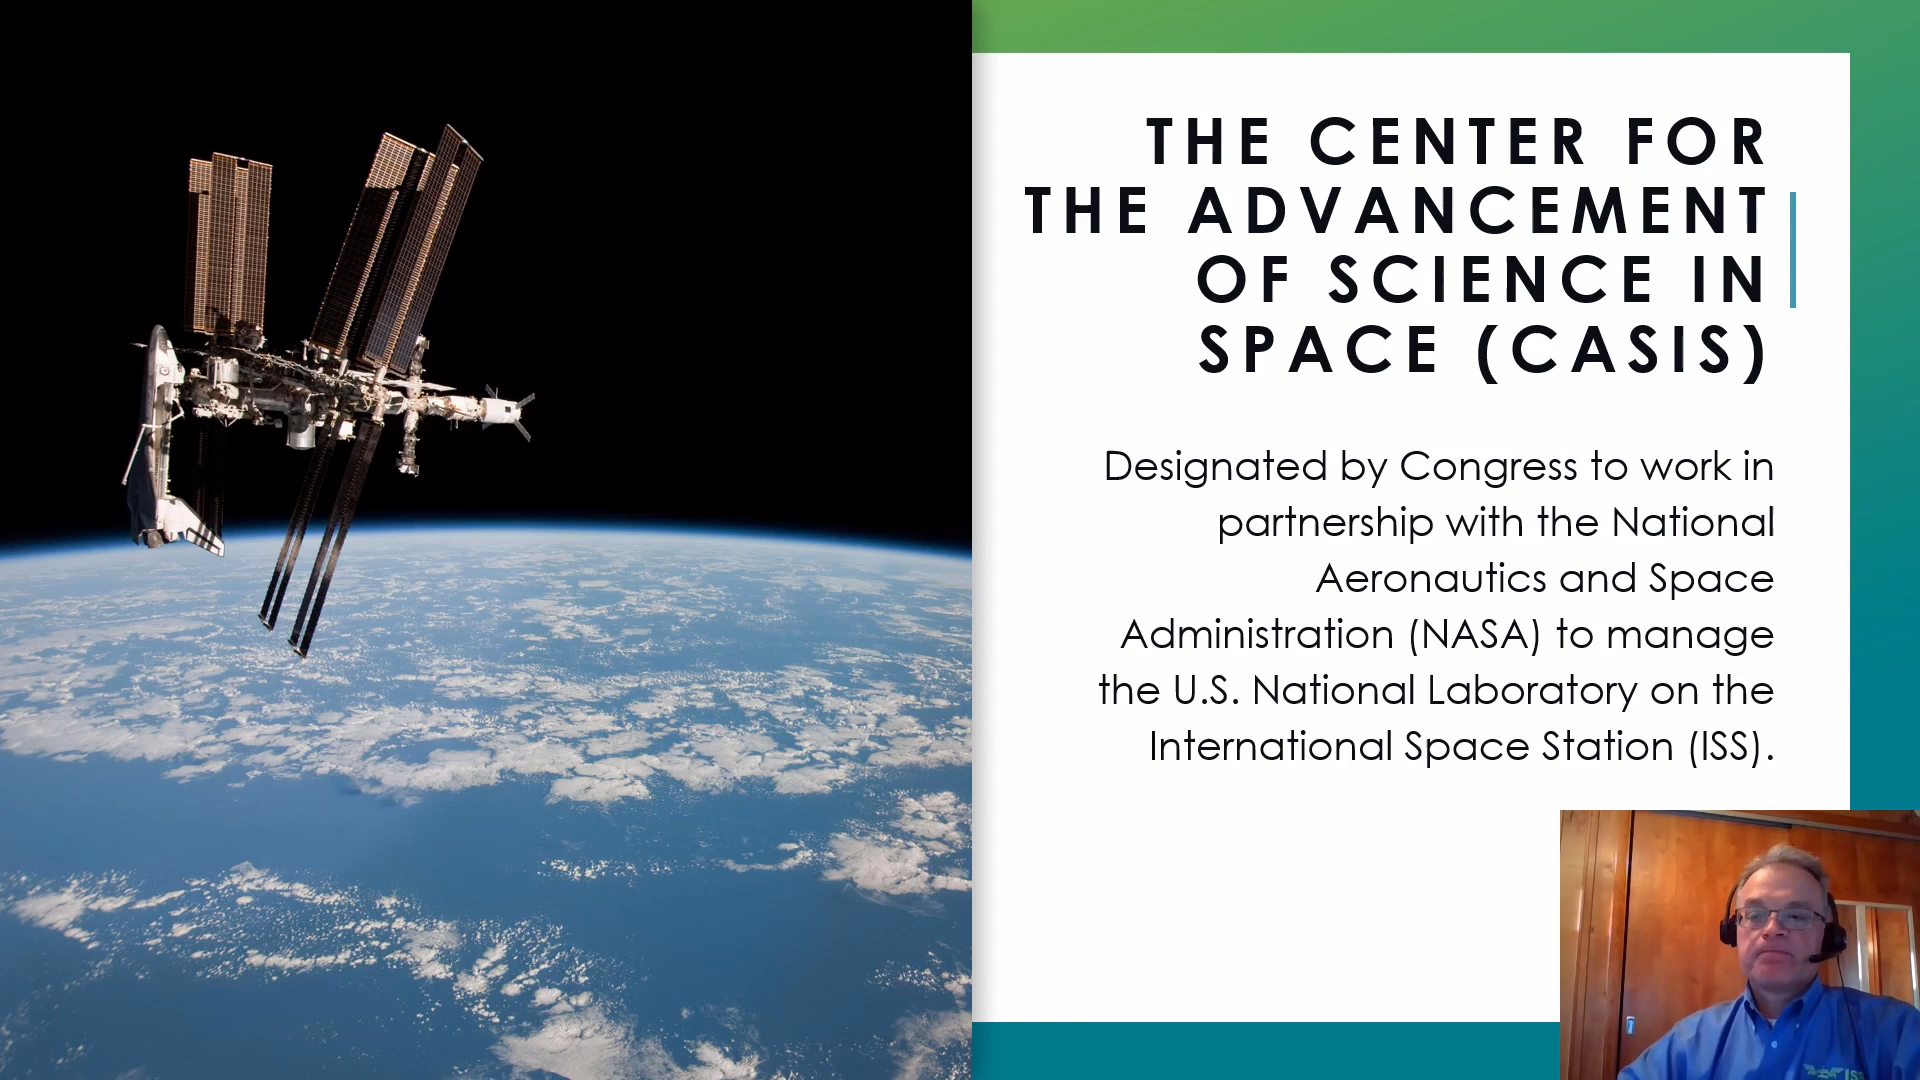 THE CENTER FOR
THE ADVANCEMENT
OF SCIENCE IN
SPACE (CASIS)
Designated by Congress to work in
partnership with the National
Aeronautics and Space
Administration (NASA) to manage
the U.S. National Laboratory on the
International Space Station (ISS).